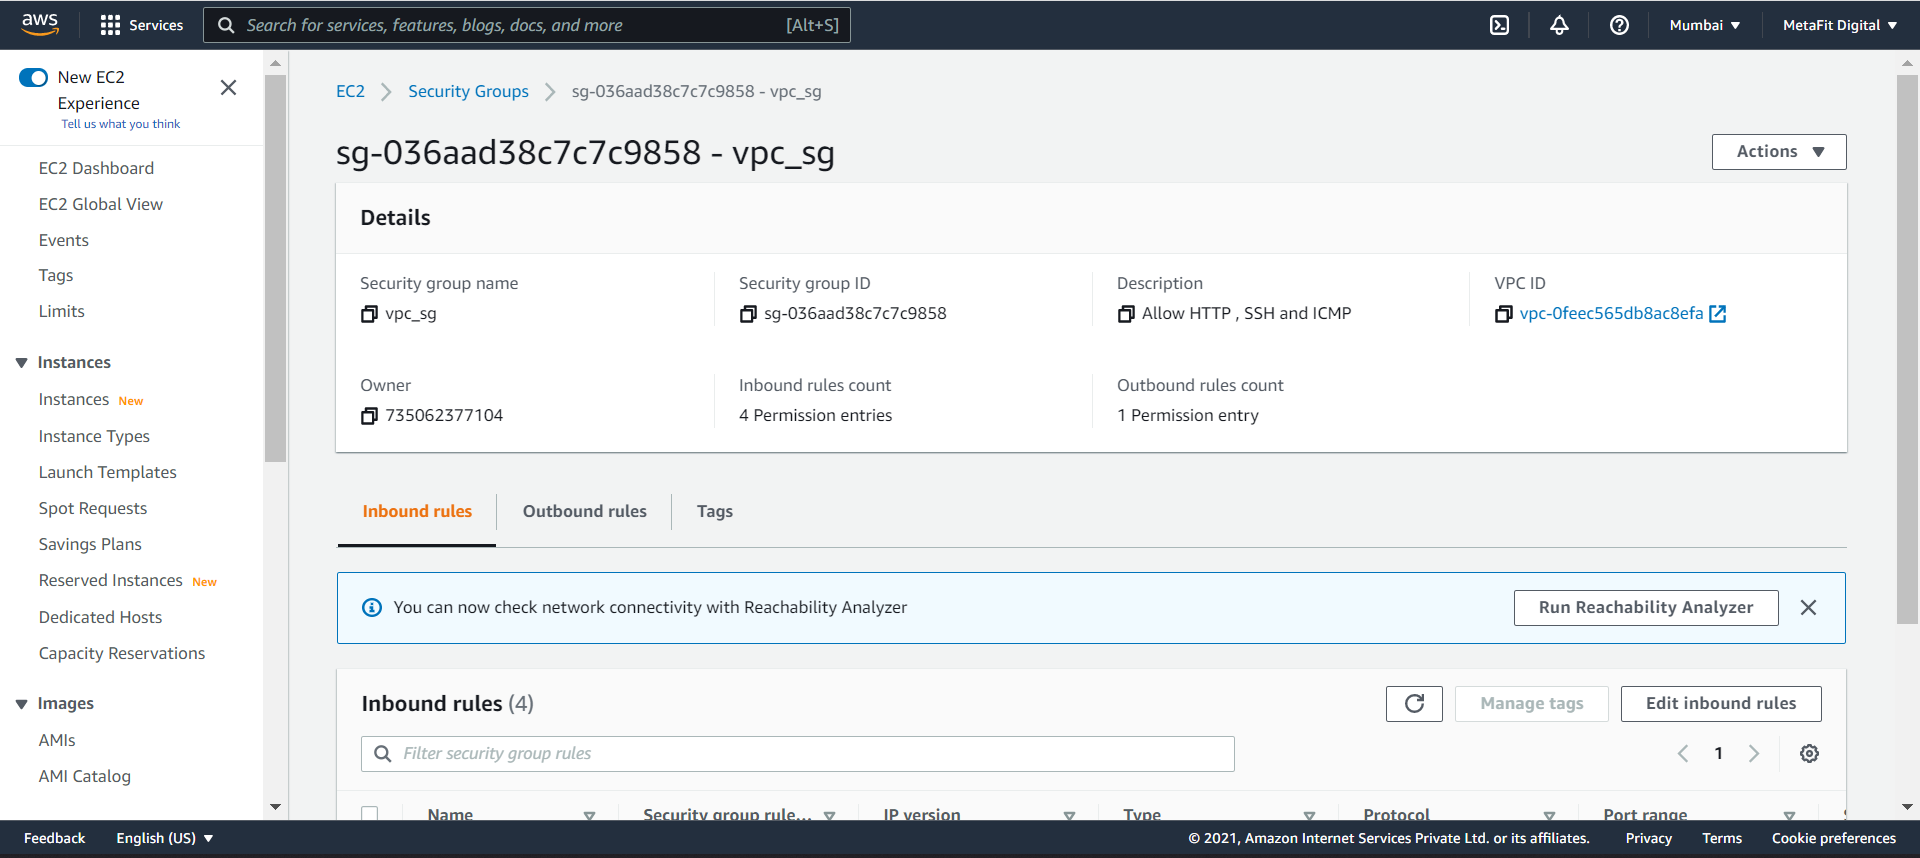 aws
Services
Search for services, features, blogs, docs, and more
[Alt+S]
Mumbai
MetaFit Digital
New EC2
Experience
Tell us what you think
EC2 Dashboard
EC2 Global View
Events
Tags
Limits
Instances
Instances New
Instance Types
Launch Templates
Spot Requests
Savings Plans
Reserved Instances New
Dedicated Hosts
Capacity Reservations
Images
AMIs
AMI Catalog
EC2 > Security Groups > sg-036aad38c7c7c9858 - vpc_sg
sg-036aad38c7c7c9858 - vpc_sg
Actions
Details
Security group name
vpc_sg
Security group ID
sg-036aad38c7c7c9858
Description
Allow HTTP , SSH and ICMP
VPC ID
vpc-0feec565db8ac8efa
Owner
735062377104
Inbound rules count
4 Permission entries
Outbound rules count
1 Permission entry
Inbound rules
Outbound rules
Tags
You can now check network connectivity with Reachability Analyzer
Run Reachability Analyzer
Inbound rules (4)
Manage tags
Edit inbound rules
Filter security group rules
1
Name
Security group rule...
IP version
Type
Protocol
Port range
Feedback
English (US)
© 2021, Amazon Internet Services Private Ltd. or its affiliates.
Privacy
Terms
Cookie preferences